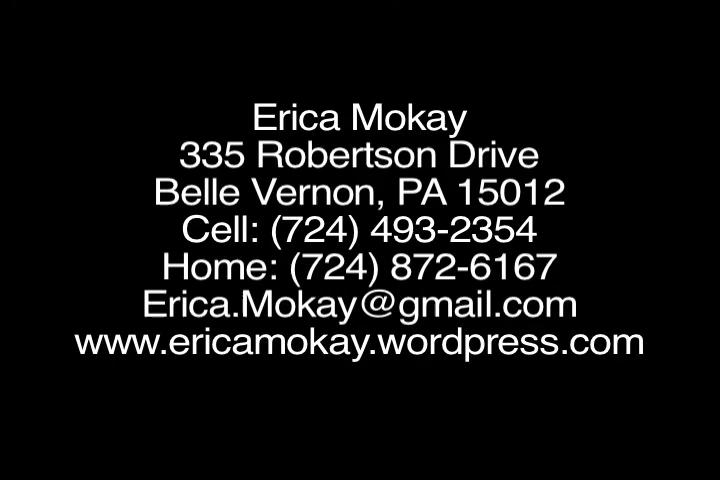 Erica Mokay
335 Robertson Drive
Belle Vernon, PA 15012
Cell: (724) 493-2354
Home: (724) 872-6167
Erica.Mokay@gmail.com
www.ericamokay.wordpress.com